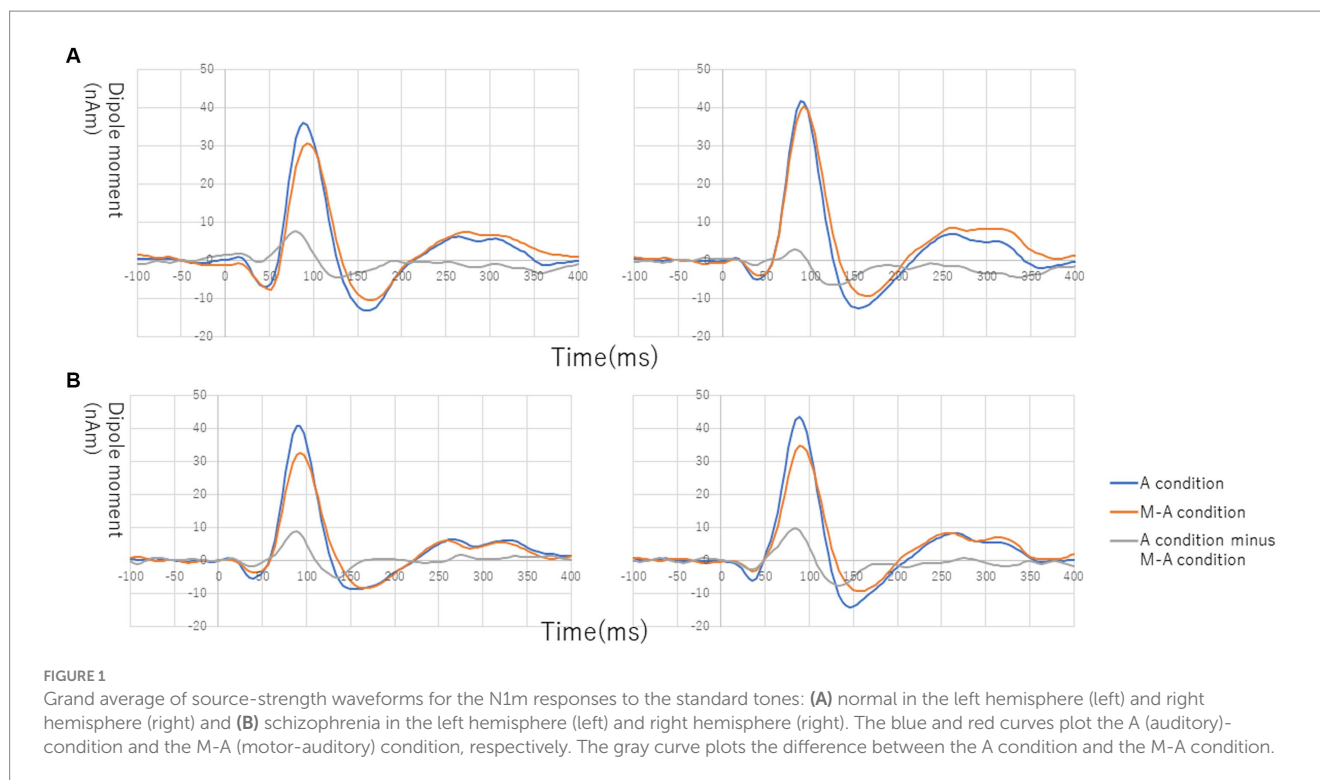 A
Dipole moment
(nAm)
50
40
30
20
10
0
-10
-20
-100 -50 0 50 100 150 200 250 300 350 400
50
40
30
20
10
0
-10
-20
-100 -50 0 50 100 150 200 250 300 350 400
Time(ms)
B
Dipole moment
(nAm)
50
40
30
20
10
0
-10
-20
-100 -50 0 50 100 150 200 250 300 350 400
50
40
30
20
10
0
-10
-20
-100 -50 0 50 100 150 200 250 300 350 400
Time(ms)
A condition
M-A condition
A condition minus
M-A condition
FIGURE 1
Grand average of source-strength waveforms for the N1m responses to the standard tones: (A) normal in the left hemisphere (left) and right
hemisphere (right) and (B) schizophrenia in the left hemisphere (left) and right hemisphere (right). The blue and red curves plot the A (auditory)-
condition and the M-A (motor-auditory) condition, respectively. The gray curve plots the difference between the A condition and the M-A condition.